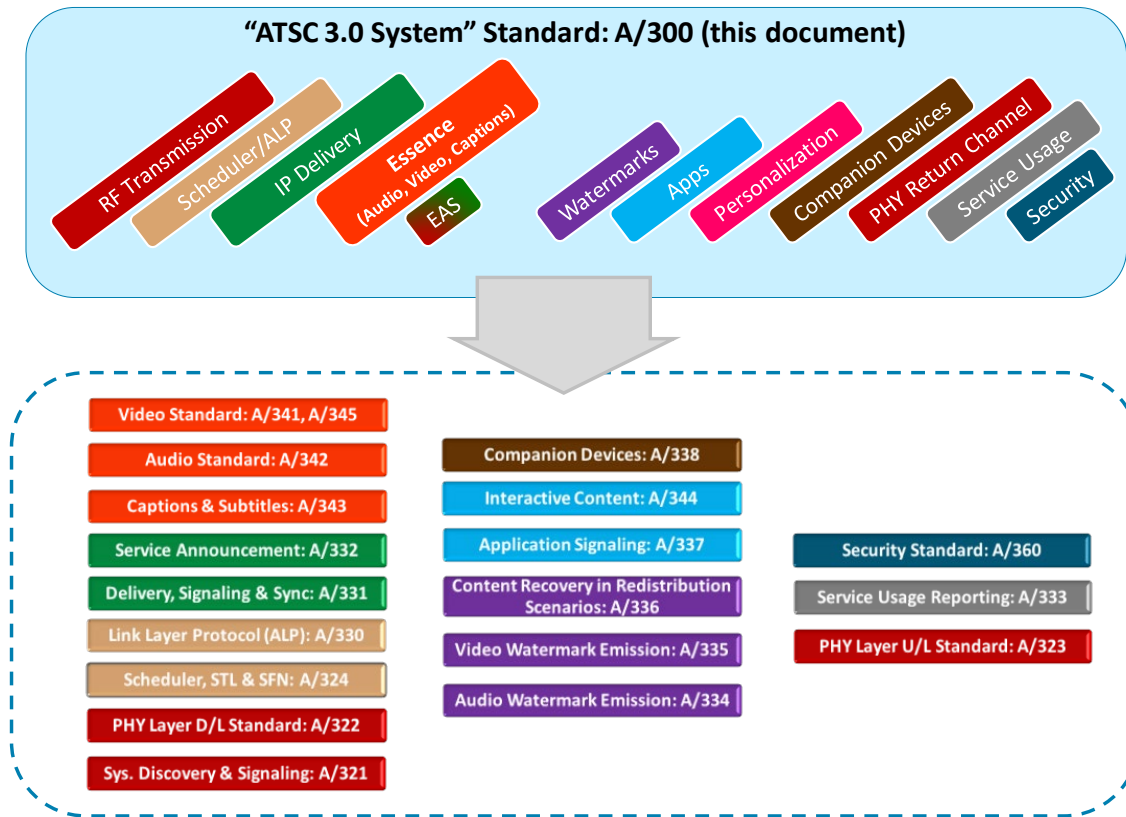 “ATSC 3.0 System” Standard: A/300 (this document)
RF Transmission
Scheduler/ALP
IP Delivery
Essence
(Audio, Video, Captions)
EAS
Watermarks
Apps
Personalization
Companion Devices
PHY Return Channel
Service Usage
Security
Video Standard: A/341, A/345
Audio Standard: A/342
Captions & Subtitles: A/343
Service Announcement: A/332
Delivery, Signaling & Sync: A/331
Link Layer Protocol (ALP): A/330
Scheduler, STL & SFN: A/324
PHY Layer D/L Standard: A/322
Sys. Discovery & Signaling: A/321
Companion Devices: A/338
Interactive Content: A/344
Application Signaling: A/337
Content Recovery in Redistribution
Scenarios: A/336
Video Watermark Emission: A/335
Audio Watermark Emission: A/334
Security Standard: A/360
Service Usage Reporting: A/333
PHY Layer U/L Standard: A/323